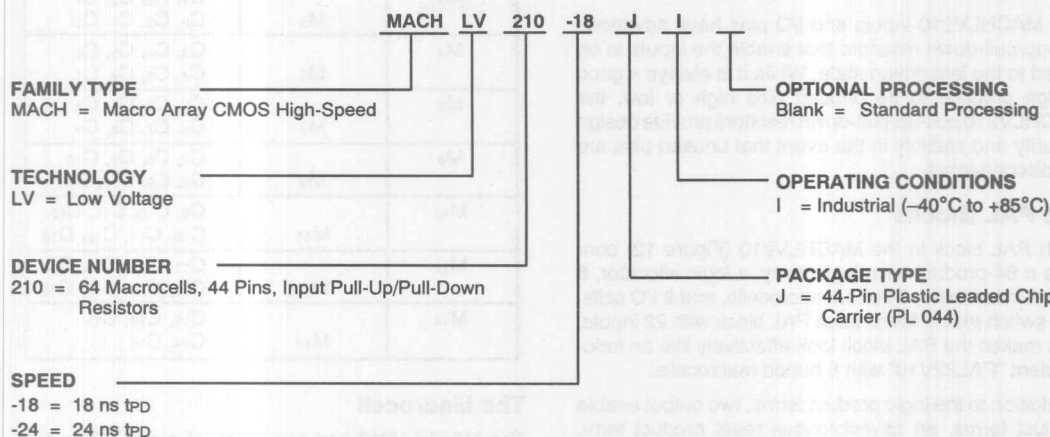 MACH LV 210 -18 J I
FAMILY TYPE
MACH = Macro Array CMOS High-Speed
TECHNOLOGY
LV = Low Voltage
DEVICE NUMBER
210 = 64 Macrocells, 44 Pins, Input Pull-Up/Pull-Down
Resistors
SPEED
-18 = 18 ns tPD
-24 = 24 ns tPD
OPTIONAL PROCESSING
Blank = Standard Processing
OPERATING CONDITIONS
I = Industrial (–40°C to +85°C)
PACKAGE TYPE
J = 44-Pin Plastic Leaded Chip
Carrier (PL 044)